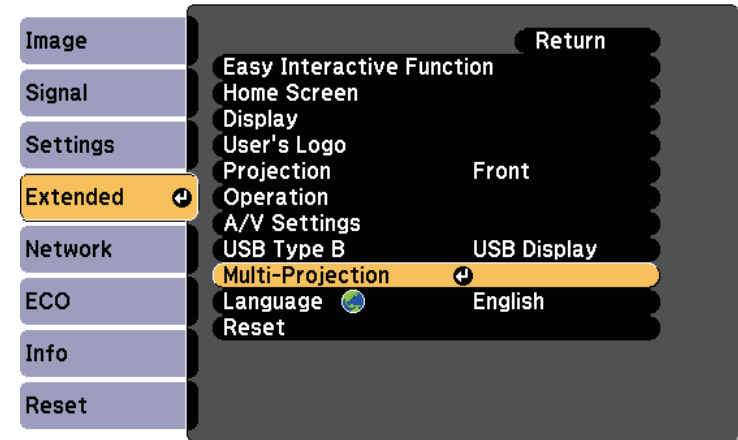 Image
Signal
Settings
Extended
Network
ECO
Info
Reset
Return
Easy Interactive Function
Home Screen
Display
User's Logo
Projection Front
Operation
A/V Settings
USB Type B USB Display
Multi-Projection
Language English
Reset